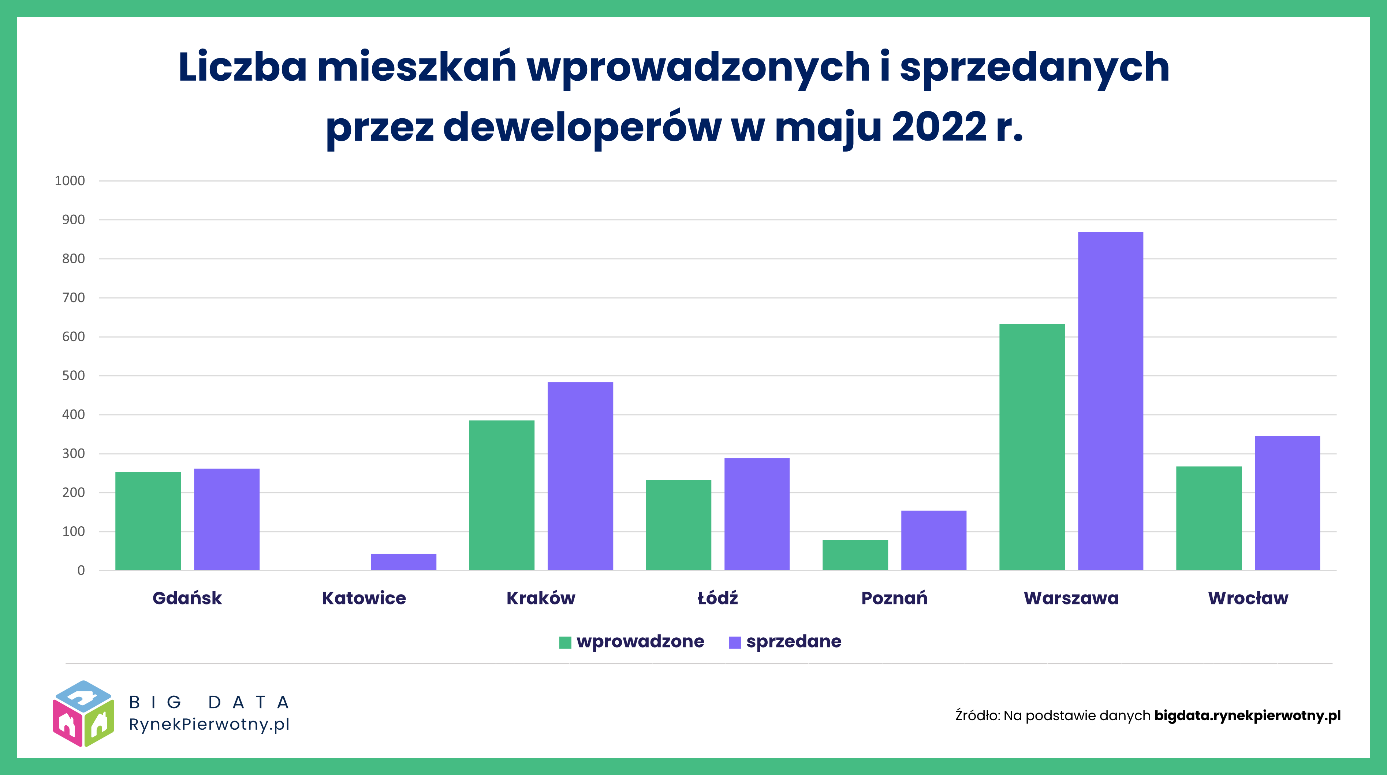 Liczba mieszkań wprowadzonych i sprzedanych
przez deweloperów w maju 2022 r.
1000
900
800
700
600
500
400
300
200
100
0
Gdańsk Katowice Kraków Łódź Poznań Warszawa Wrocław
wprowadzone sprzedane
BIG DATA
RynekPierwotny.pl
Źródło: Na podstawie danych bigdata.rynekpierwotny.pl